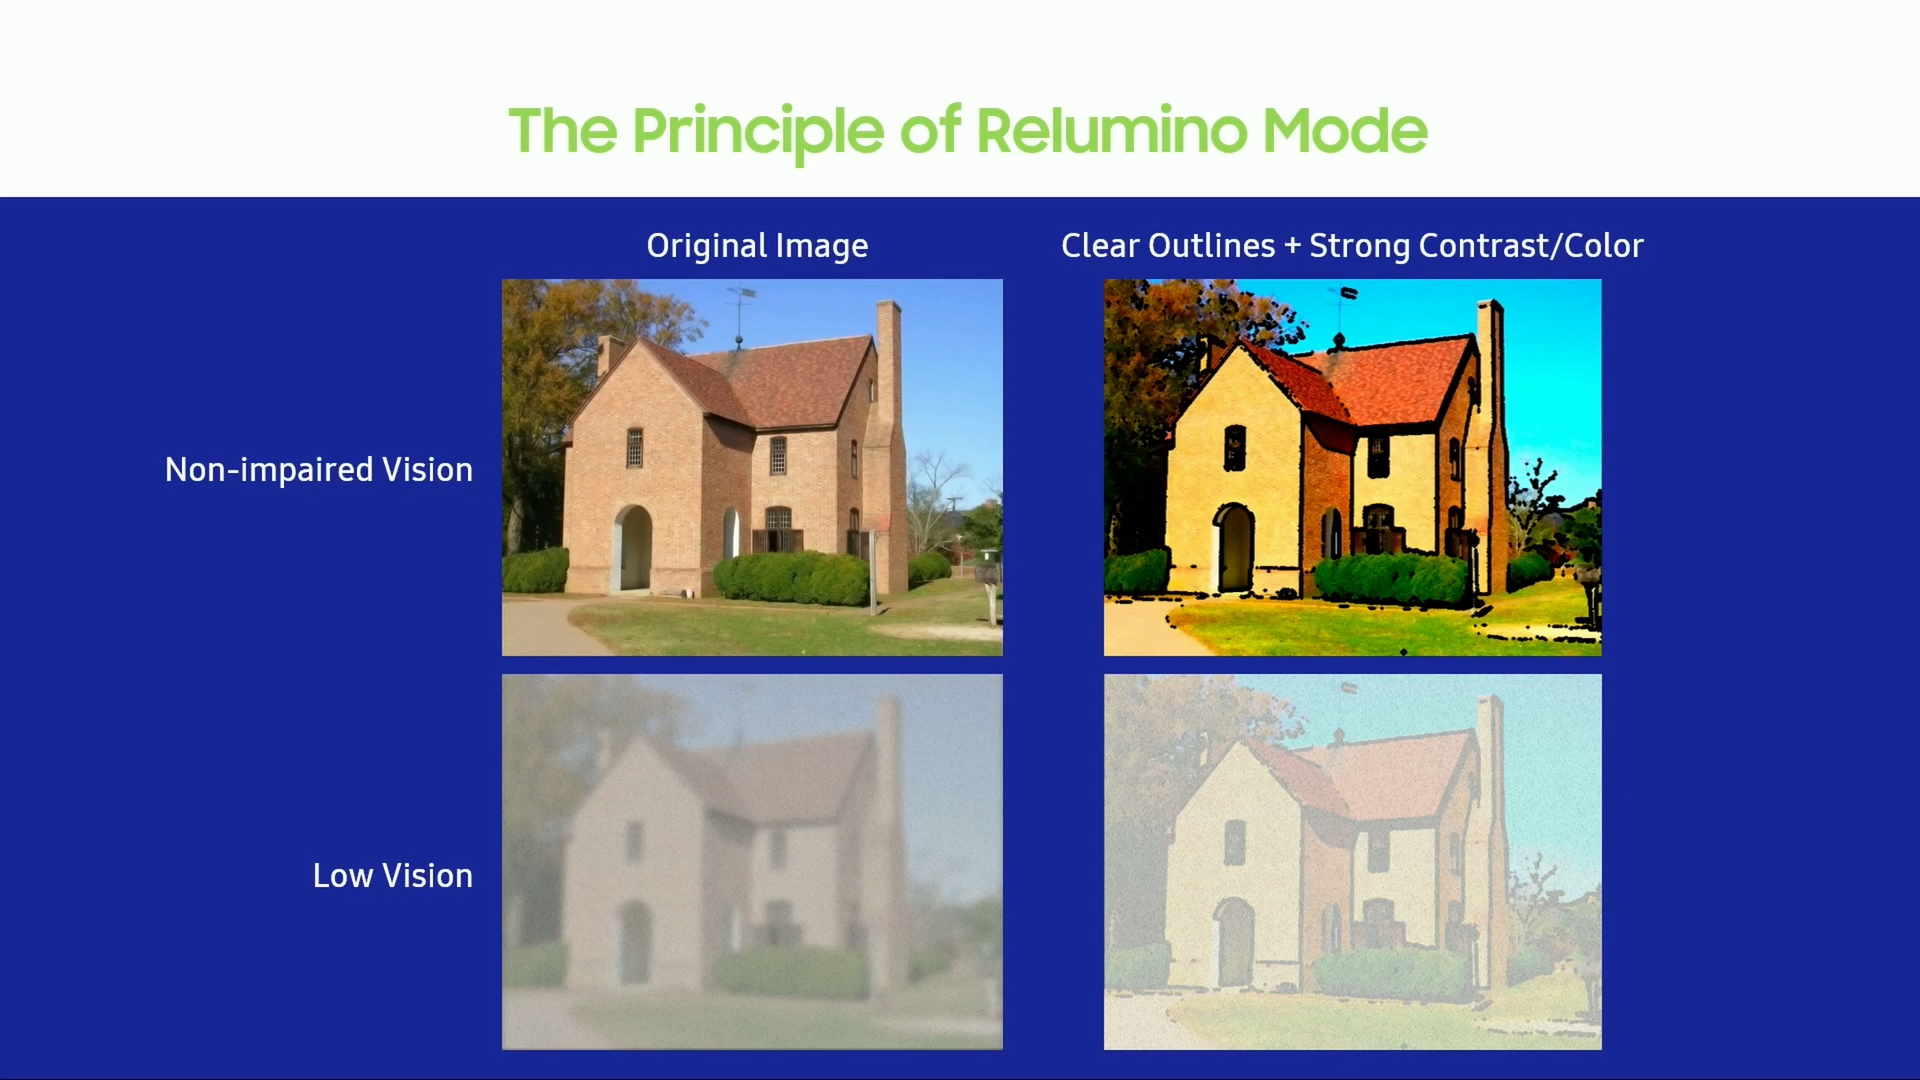 The Principle of Relumino Mode
Original Image
Clear Outlines + Strong Contrast/Color
Non-impaired Vision
Low Vision